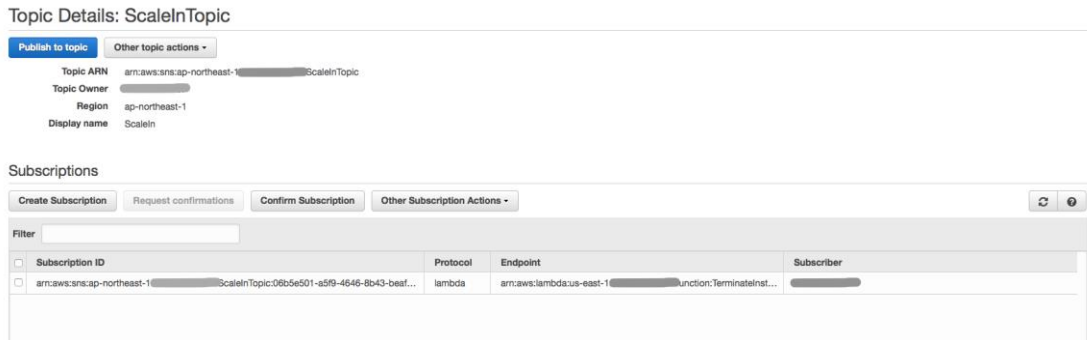 Topic Details: ScaleInTopic
Publish to topic Other topic actions
Topic ARN arn:aws:sns:ap-northeast-1 ScaleInTopic
Topic Owner
Region ap-northeast-1
Display name ScaleIn
Subscriptions
Create Subscription Request confirmations Confirm Subscription Other Subscription Actions
Filter
Subscription ID Protocol Endpoint Subscriber
arn:aws:sns:ap-northeast-1 ScaleInTopic:06b5e501-a5f9-4646-8b43-beaf... lambda arn:aws:lambda:us-east-1 unction:TerminateInst...